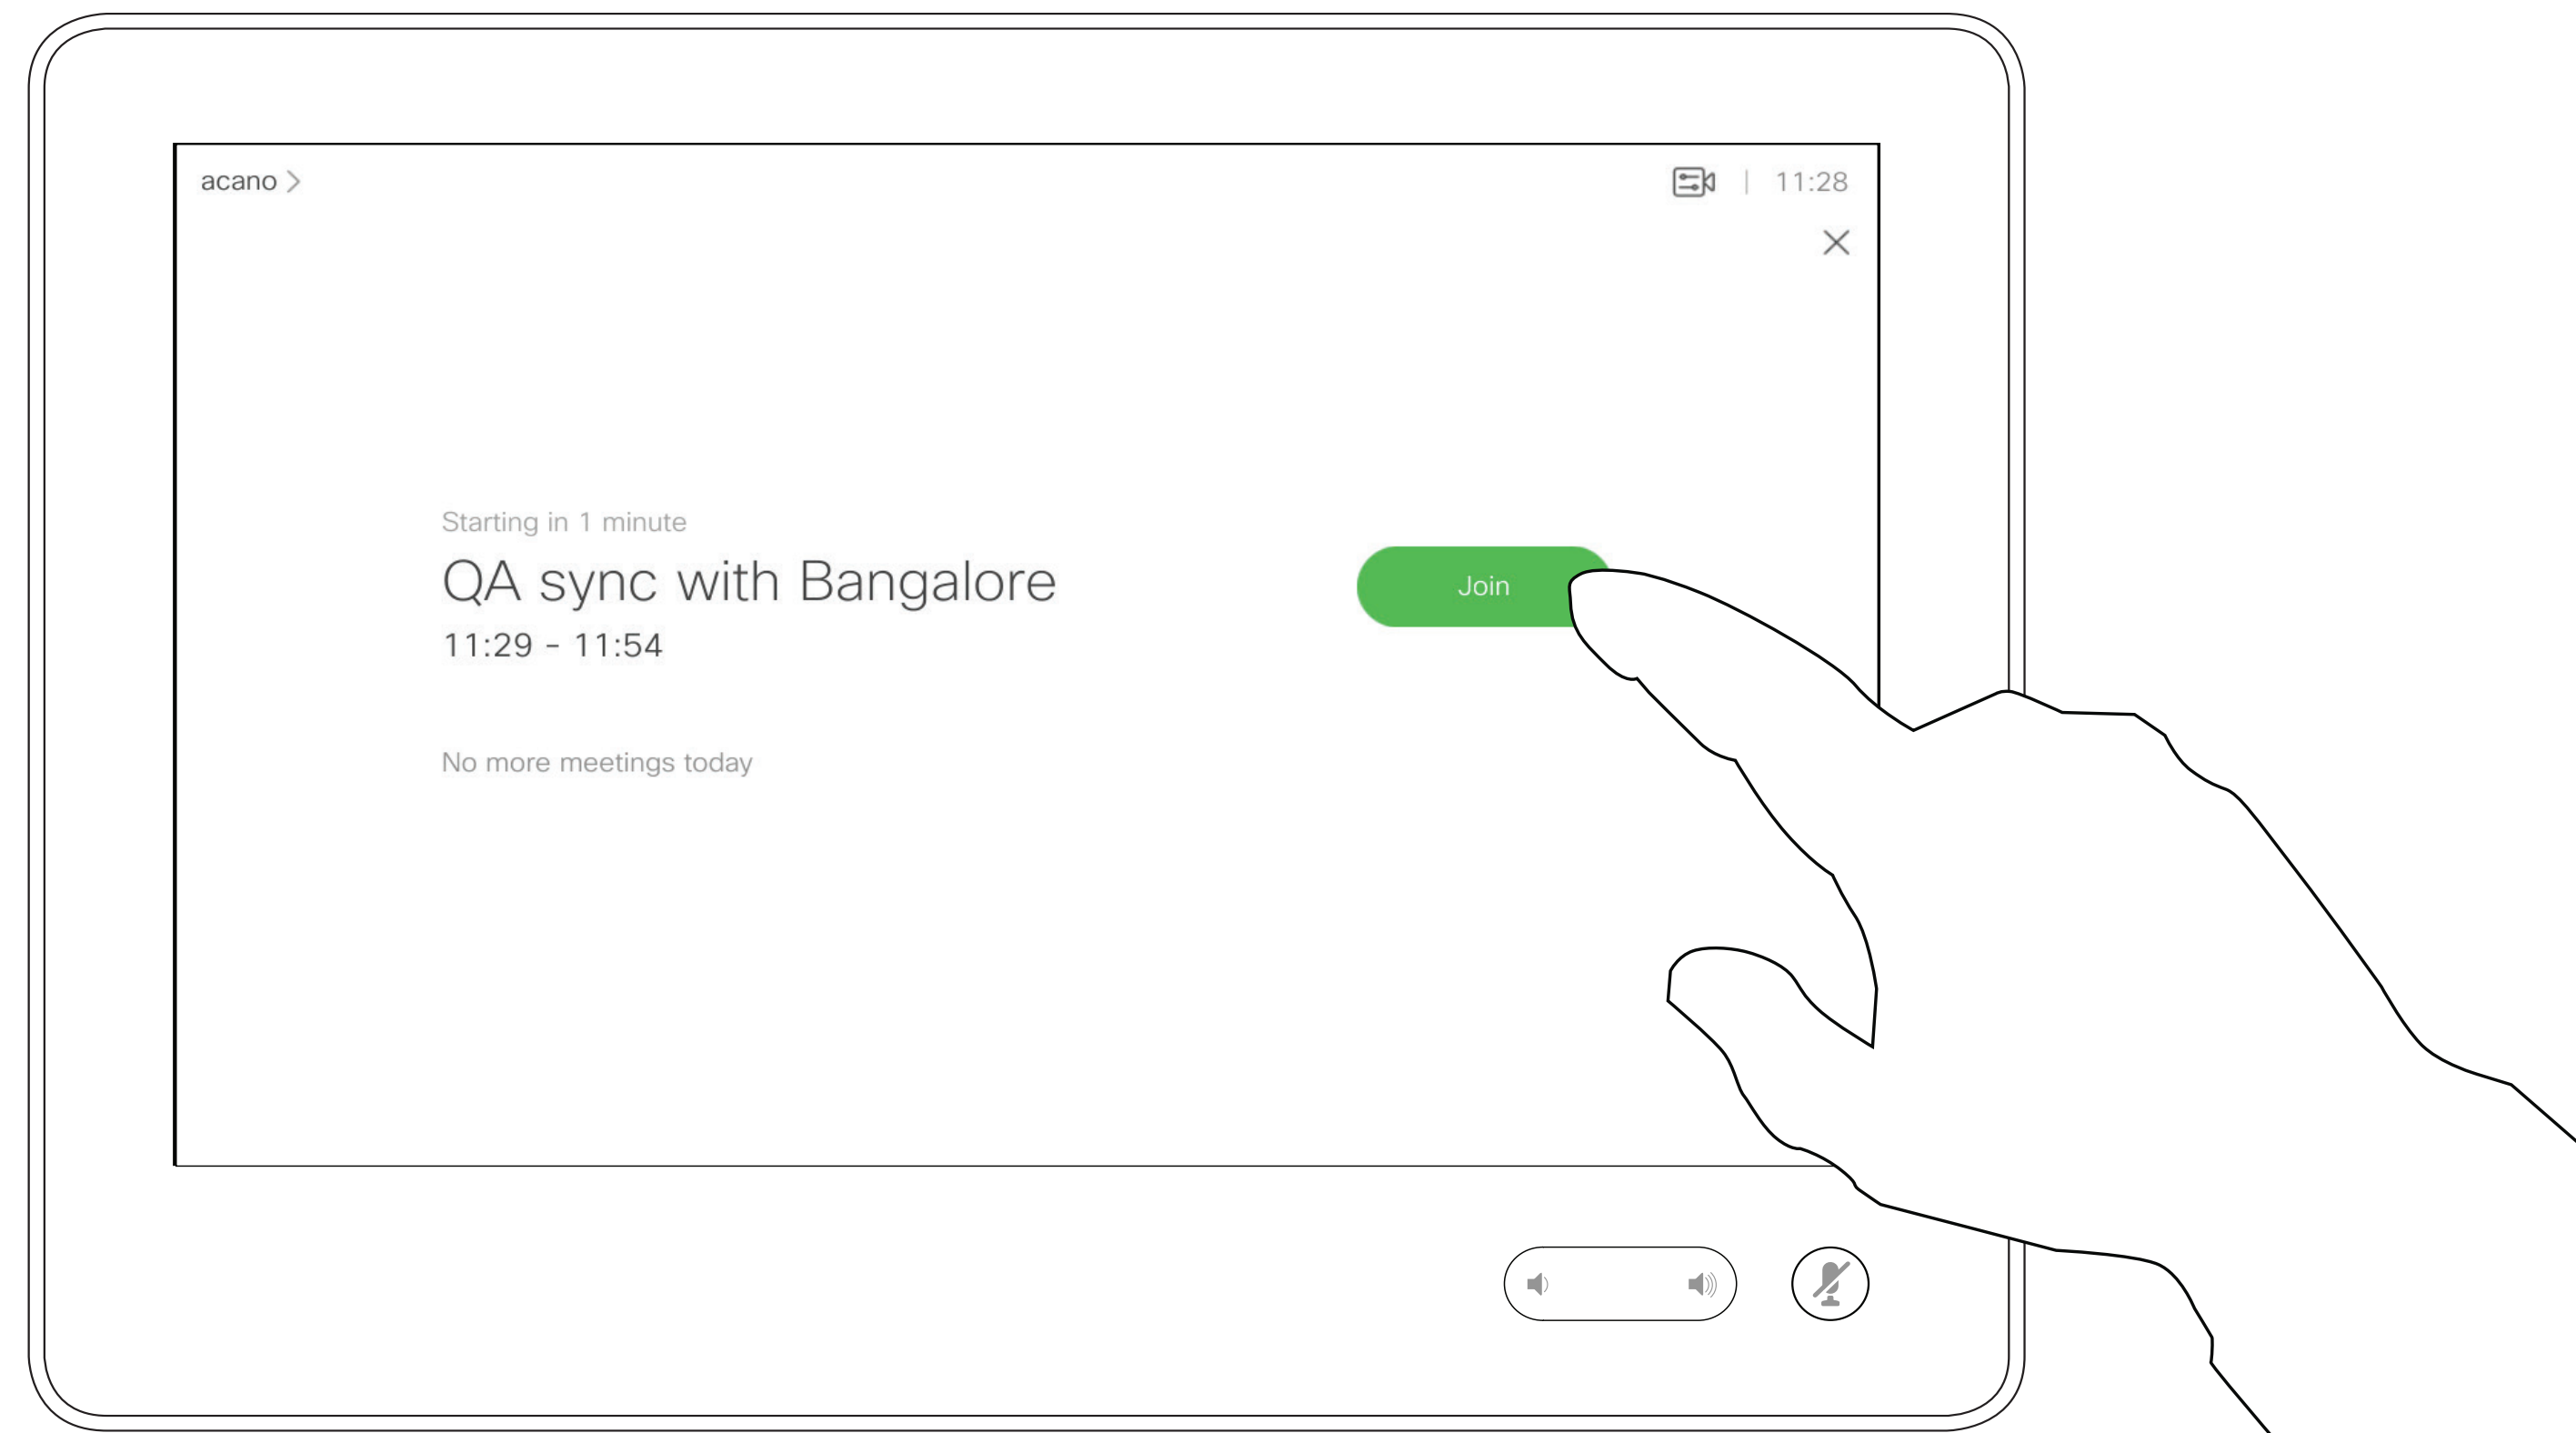 acano
11:28
Starting in 1 minute
QA sync with Bangalore
11:29 - 11:54
Join
No more meetings today